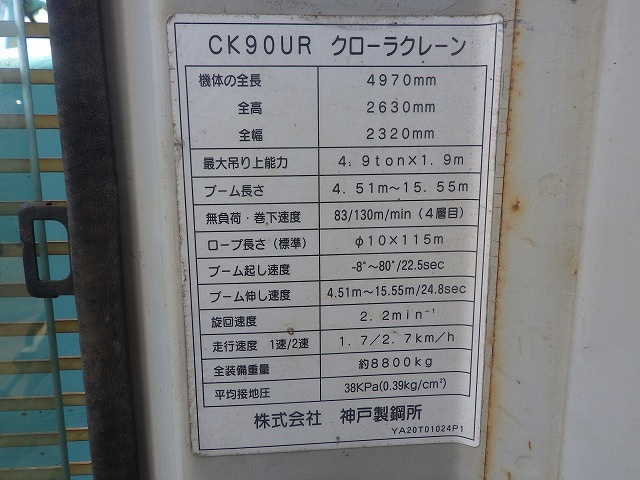 CK90UR クローラクレーン
機体の全長 4970mm
全高 2630mm
全幅 2320mm
最大吊り上能力 4.9ton×1.9m
ブーム長さ 4.51m～15.55m
無負荷・巻下速度 83/130m/min (4層目)
ロープ長さ (標準) φ10×115m
ブーム起し速度 -8°～80°/22.5sec
ブーム伸し速度 4.51m～15.55m/24.8sec
旋回速度 2.2min⁻¹
走行速度 1速/2速 1.7/2.7km/h
全装備重量 約8800kg
平均接地圧 38KPa(0.39kg/cm²)
株式会社 神戸製鋼所
YA20T01024P1